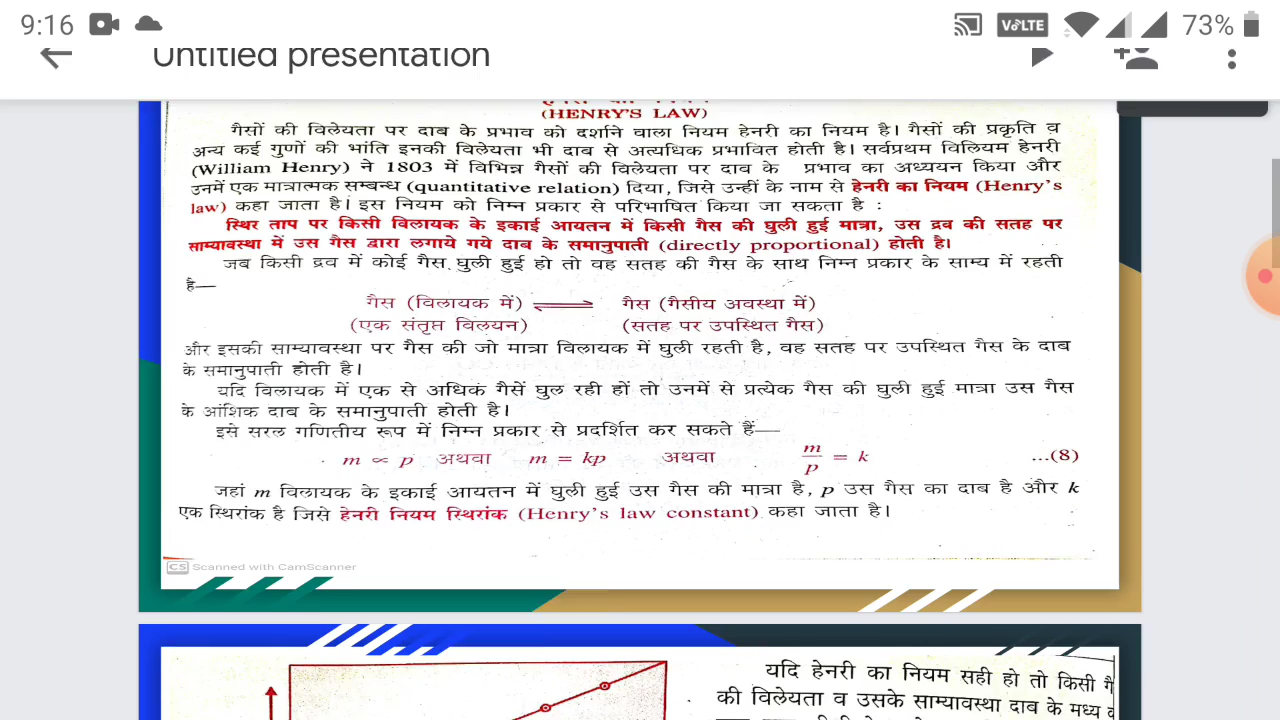 9:16 VoLTE 73%
Untitled presentation
(HENRY'S LAW)
गैसों की विलेयता पर दाब के प्रभाव को दर्शाने वाला नियम हेनरी का नियम है। गैसों की प्रकृति व
अन्य कई गुणों की भांति इनकी विलेयता भी दाब से अत्यधिक प्रभावित होती है। सर्वप्रथम विलियम हेनरी
(William Henry) ने 1803 में विभिन्न गैसों की विलेयता पर दाब के प्रभाव का अध्ययन किया और
उनमें एक मात्रात्मक सम्बन्ध (quantitative relation) दिया, जिसे उन्हीं के नाम से हेनरी का नियम (Henry's
law) कहा जाता है। इस नियम को निम्न प्रकार से परिभाषित किया जा सकता है :
स्थिर ताप पर किसी विलायक के इकाई आयतन में किसी गैस की घुली हुई मात्रा, उस द्रव की सतह पर
साम्यावस्था में उस गैस द्वारा लगाये गये दाब के समानुपाती (directly proportional) होती है।
जब किसी द्रव में कोई गैस घुली हुई हो तो वह सतह की गैस के साथ निम्न प्रकार के साम्य में रहती
है—
गैस (विलायक में) ⇌ गैस (गैसीय अवस्था में)
(एक संतृप्त विलयन) (सतह पर उपस्थित गैस)
और इसकी साम्यावस्था पर गैस की जो मात्रा विलायक में घुली रहती है, वह सतह पर उपस्थित गैस के दाब
के समानुपाती होती है।
यदि विलायक में एक से अधिक गैसें घुल रही हों तो उनमें से प्रत्येक गैस की घुली हुई मात्रा उस गैस
के आंशिक दाब के समानुपाती होती है।
इसे सरल गणितीय रूप में निम्न प्रकार से प्रदर्शित कर सकते हैं—
m ∝ p अथवा m = kp अथवा m/p = k ...(8)
जहां m विलायक के इकाई आयतन में घुली हुई उस गैस की मात्रा है, p उस गैस का दाब है और k
एक स्थिरांक है जिसे हेनरी नियम स्थिरांक (Henry's law constant) कहा जाता है।
CS Scanned with CamScanner
यदि हेनरी का नियम सही हो तो किसी
की विलेयता व उसके साम्यावस्था दाब के मध्य